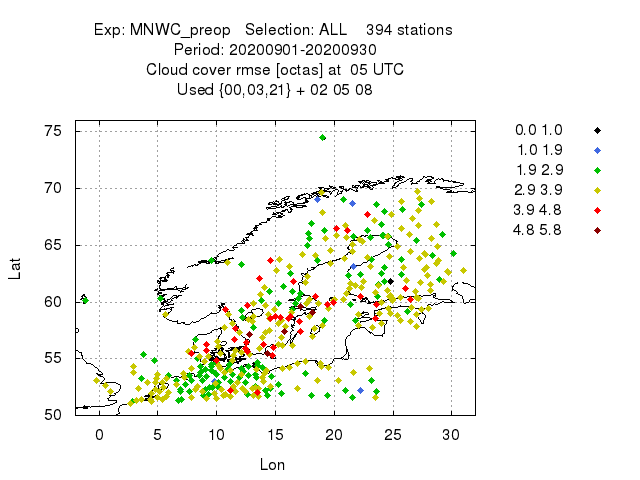 Exp: MNWC_preop   Selection: ALL    394 stations
Period: 20200901-20200930
Cloud cover rmse [octas] at  05 UTC
Used {00,03,21} + 02 05 08
75
70
65
60
55
50
Lat
0 5 10 15 20 25 30
Lon
0.0 1.0
1.0 1.9
1.9 2.9
2.9 3.9
3.9 4.8
4.8 5.8